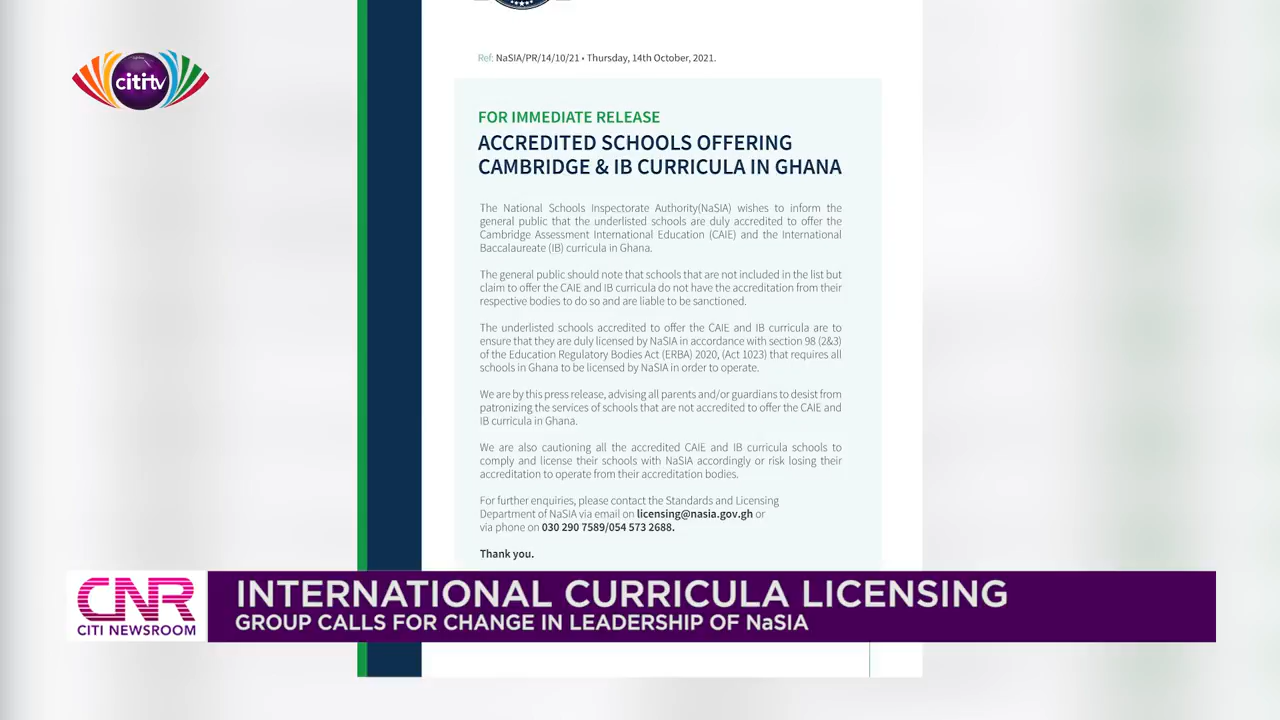 cititv
Ref: NaSIA/PR/14/10/21 • Thursday, 14th October, 2021.
FOR IMMEDIATE RELEASE
ACCREDITED SCHOOLS OFFERING
CAMBRIDGE & IB CURRICULA IN GHANA
The National Schools Inspectorate Authority(NaSIA) wishes to inform the
general public that the underlisted schools are duly accredited to offer the
Cambridge Assessment International Education (CAIE) and the International
Baccalaureate (IB) curricula in Ghana.
The general public should note that schools that are not included in the list but
claim to offer the CAIE and IB curricula do not have the accreditation from their
respective bodies to do so and are liable to be sanctioned.
The underlisted schools accredited to offer the CAIE and IB curricula are to
ensure that they are duly licensed by NaSIA in accordance with section 98 (2&3)
of the Education Regulatory Bodies Act (ERBA) 2020, (Act 1023) that requires all
schools in Ghana to be licensed by NaSIA in order to operate.
We are by this press release, advising all parents and/or guardians to desist from
patronizing the services of schools that are not accredited to offer the CAIE and
IB curricula in Ghana.
We are also cautioning all the accredited CAIE and IB curricula schools to
comply and license their schools with NaSIA accordingly or risk losing their
accreditation to operate from their accreditation bodies.
For further enquiries, please contact the Standards and Licensing
Department of NaSIA via email on licensing@nasia.gov.gh or
via phone on 030 290 7589/054 573 2688.
Thank you.
CNR
CITI NEWSROOM
INTERNATIONAL CURRICULA LICENSING
GROUP CALLS FOR CHANGE IN LEADERSHIP OF NaSIA